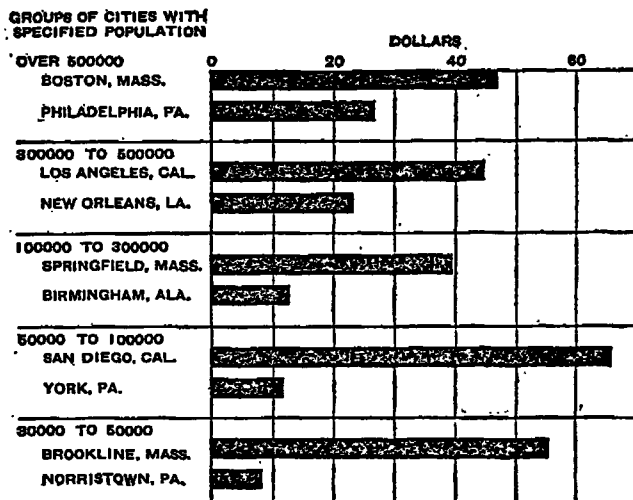 GROUPS OF CITIES WITH
SPECIFIED POPULATION
DOLLARS
0 20 40 60
OVER 500000
BOSTON, MASS.
PHILADELPHIA, PA.
300000 TO 500000
LOS ANGELES, CAL.
NEW ORLEANS, LA.
100000 TO 300000
SPRINGFIELD, MASS.
BIRMINGHAM, ALA.
50000 TO 100000
SAN DIEGO, CAL.
YORK, PA.
30000 TO 50000
BROOKLINE, MASS.
NORRISTOWN, PA.